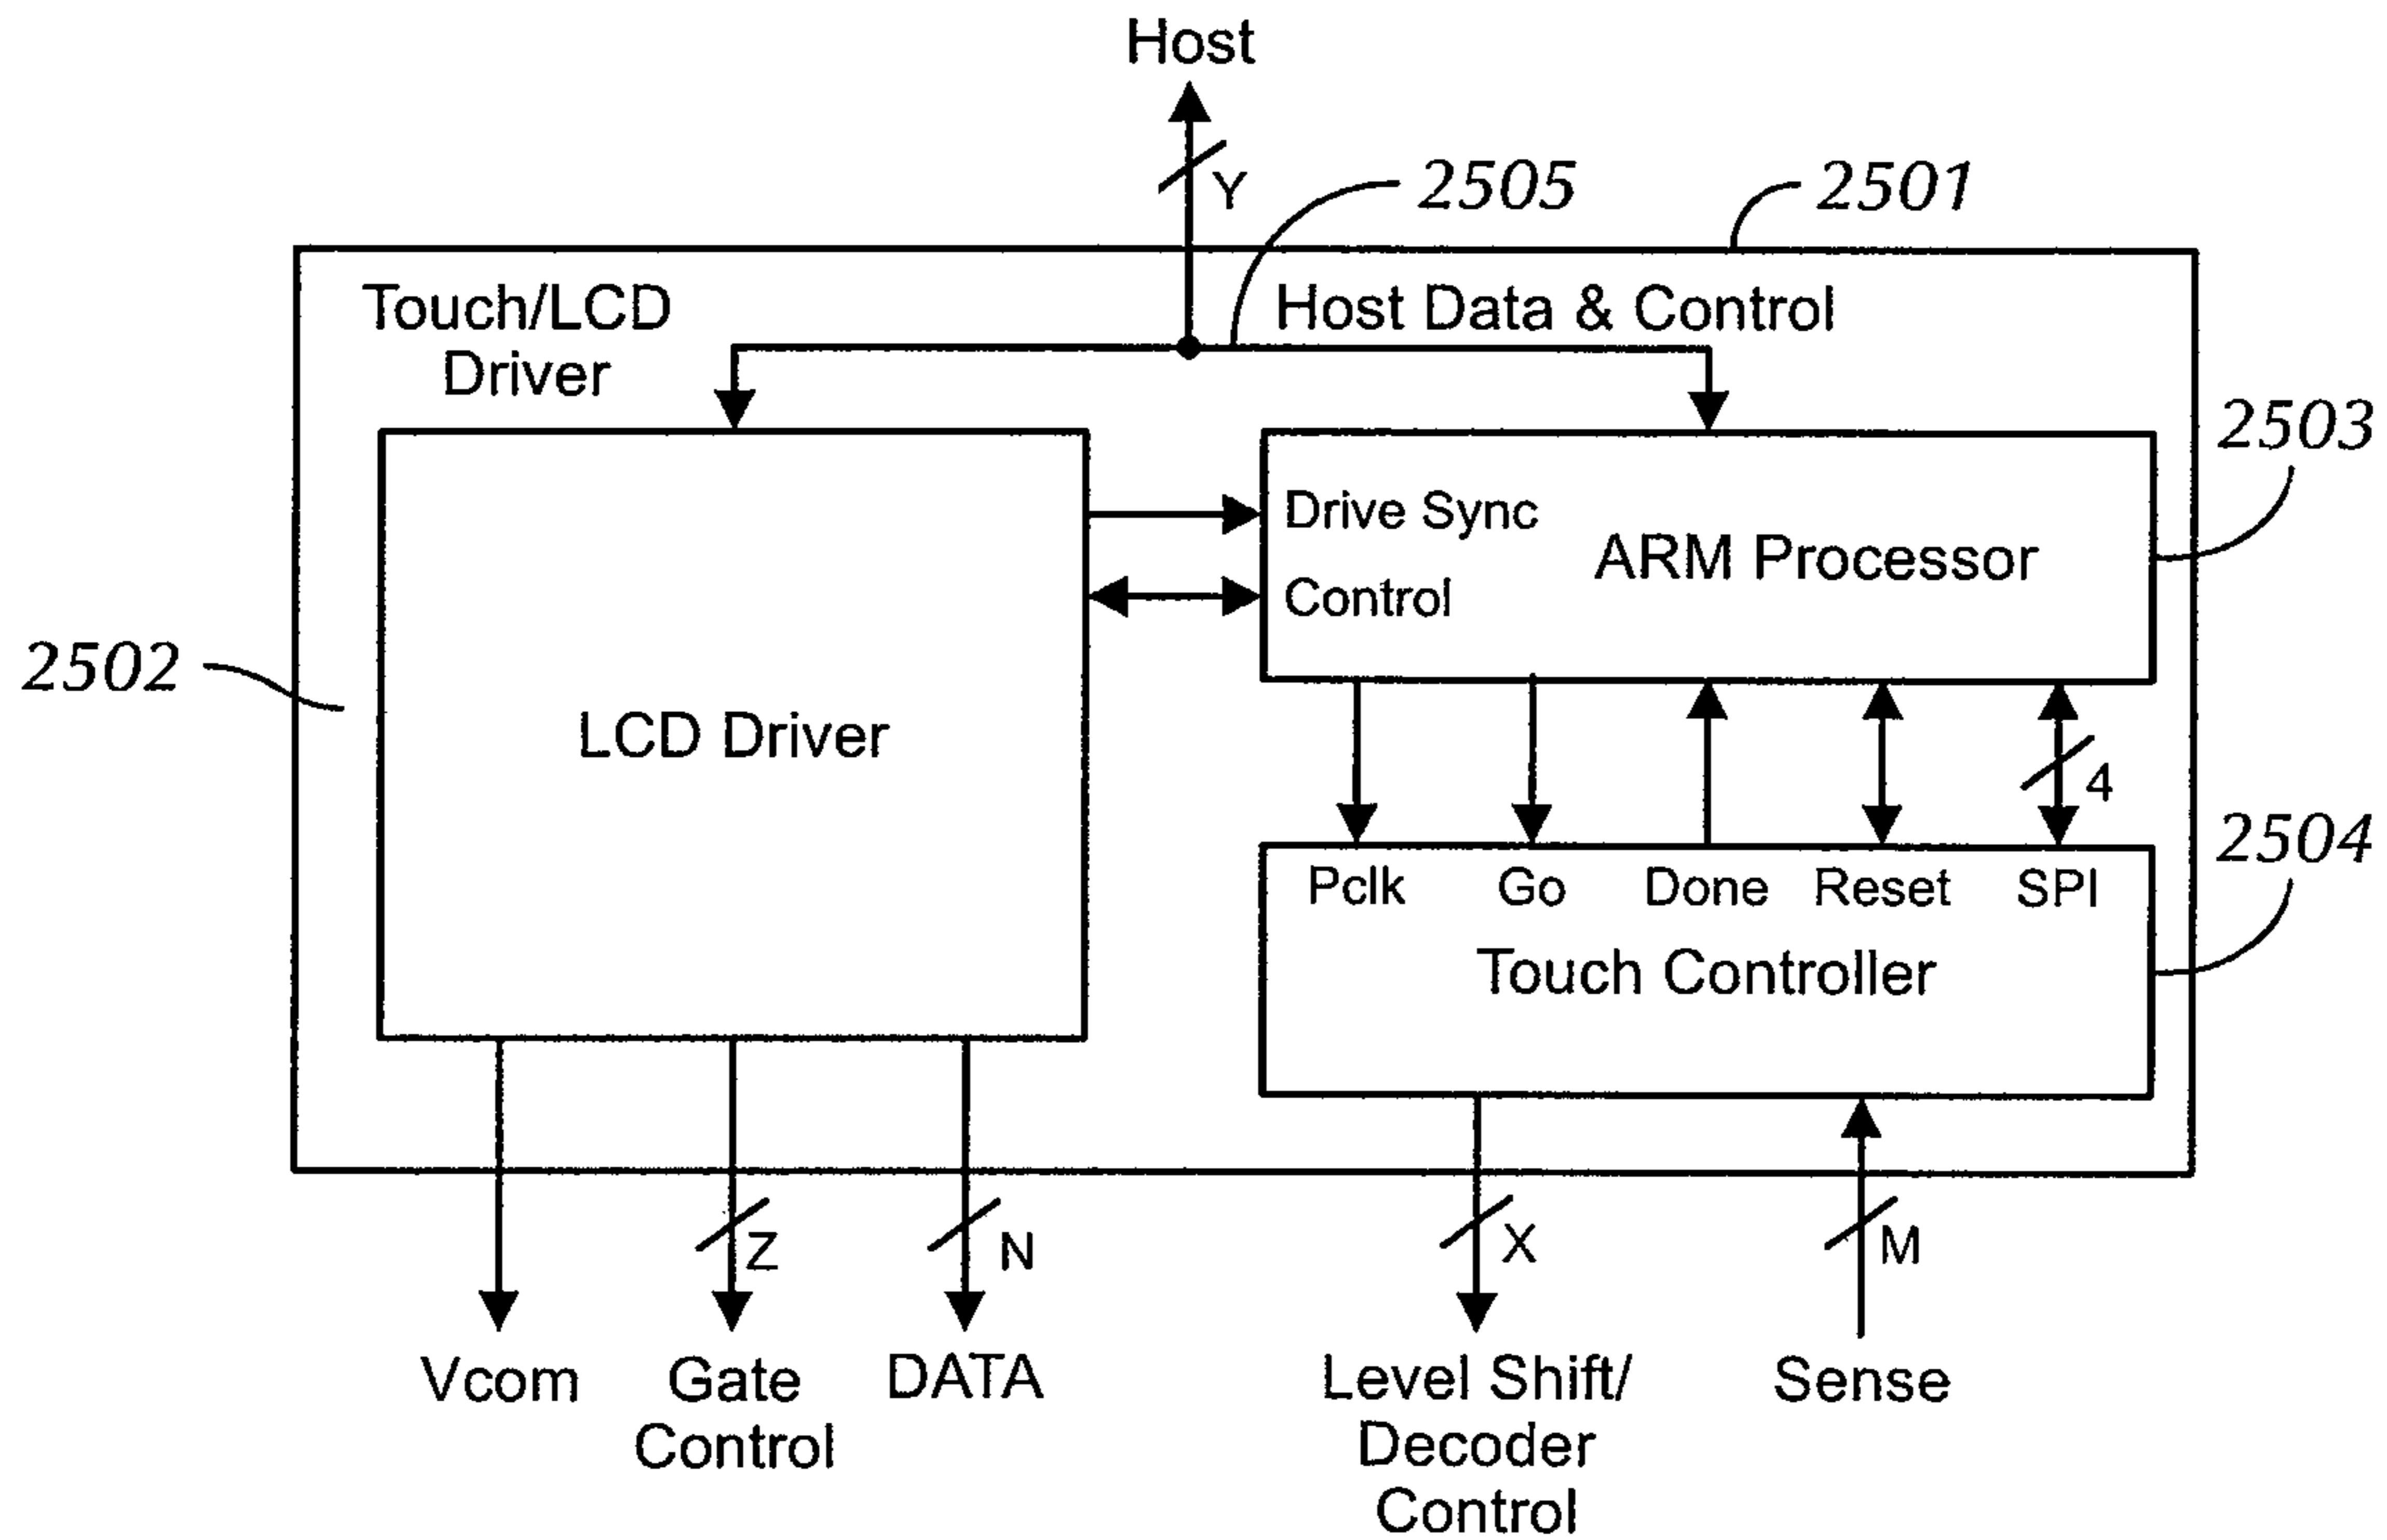 Host
Y
2505
2501
Touch/LCD
Driver
Host Data & Control
2503
Drive Sync
ARM Processor
Control
2502
LCD Driver
4
2504
Pclk Go Done Reset SPI
Touch Controller
Z
N
X
M
Vcom
Gate
Control
DATA
Level Shift/
Decoder
Control
Sense